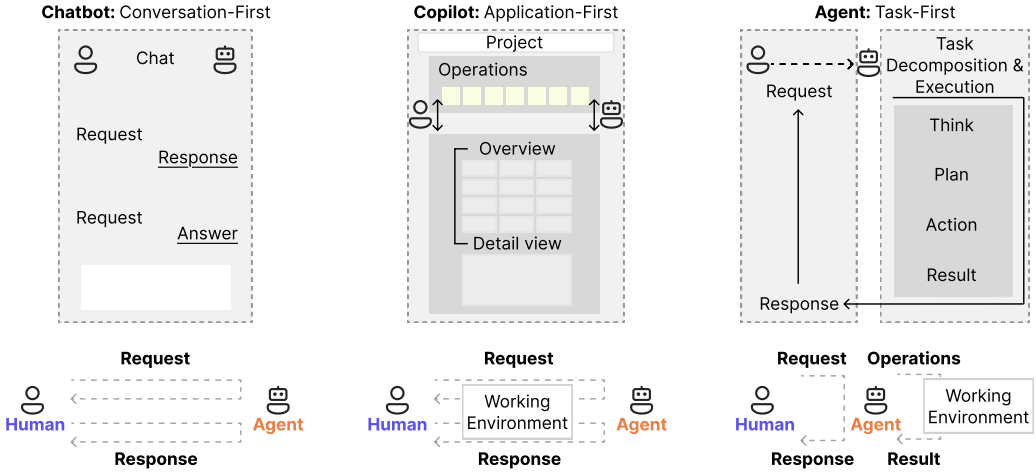 Chatbot: Conversation-First
Chat
Request
Response
Request
Answer
Request
Human
Agent
Response
Copilot: Application-First
Project
Operations
Overview
Detail view
Request
Working
Environment
Human
Agent
Response
Agent: Task-First
Task
Decomposition &
Execution
Request
Think
Plan
Action
Result
Response
Request
Operations
Working
Environment
Human
Agent
Response
Result